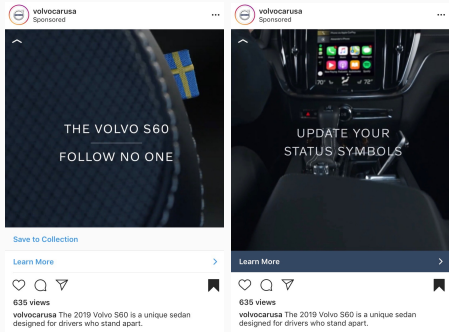 volvocarusa
Sponsored
THE VOLVO S60
FOLLOW NO ONE
Save to Collection
Learn More
635 views
volvocarusa The 2019 Volvo S60 is a unique sedan
designed for drivers who stand apart.
volvocarusa
Sponsored
70°
72°
UPDATE YOUR
STATUS SYMBOLS
Learn More
635 views
volvocarusa The 2019 Volvo S60 is a unique sedan
designed for drivers who stand apart.